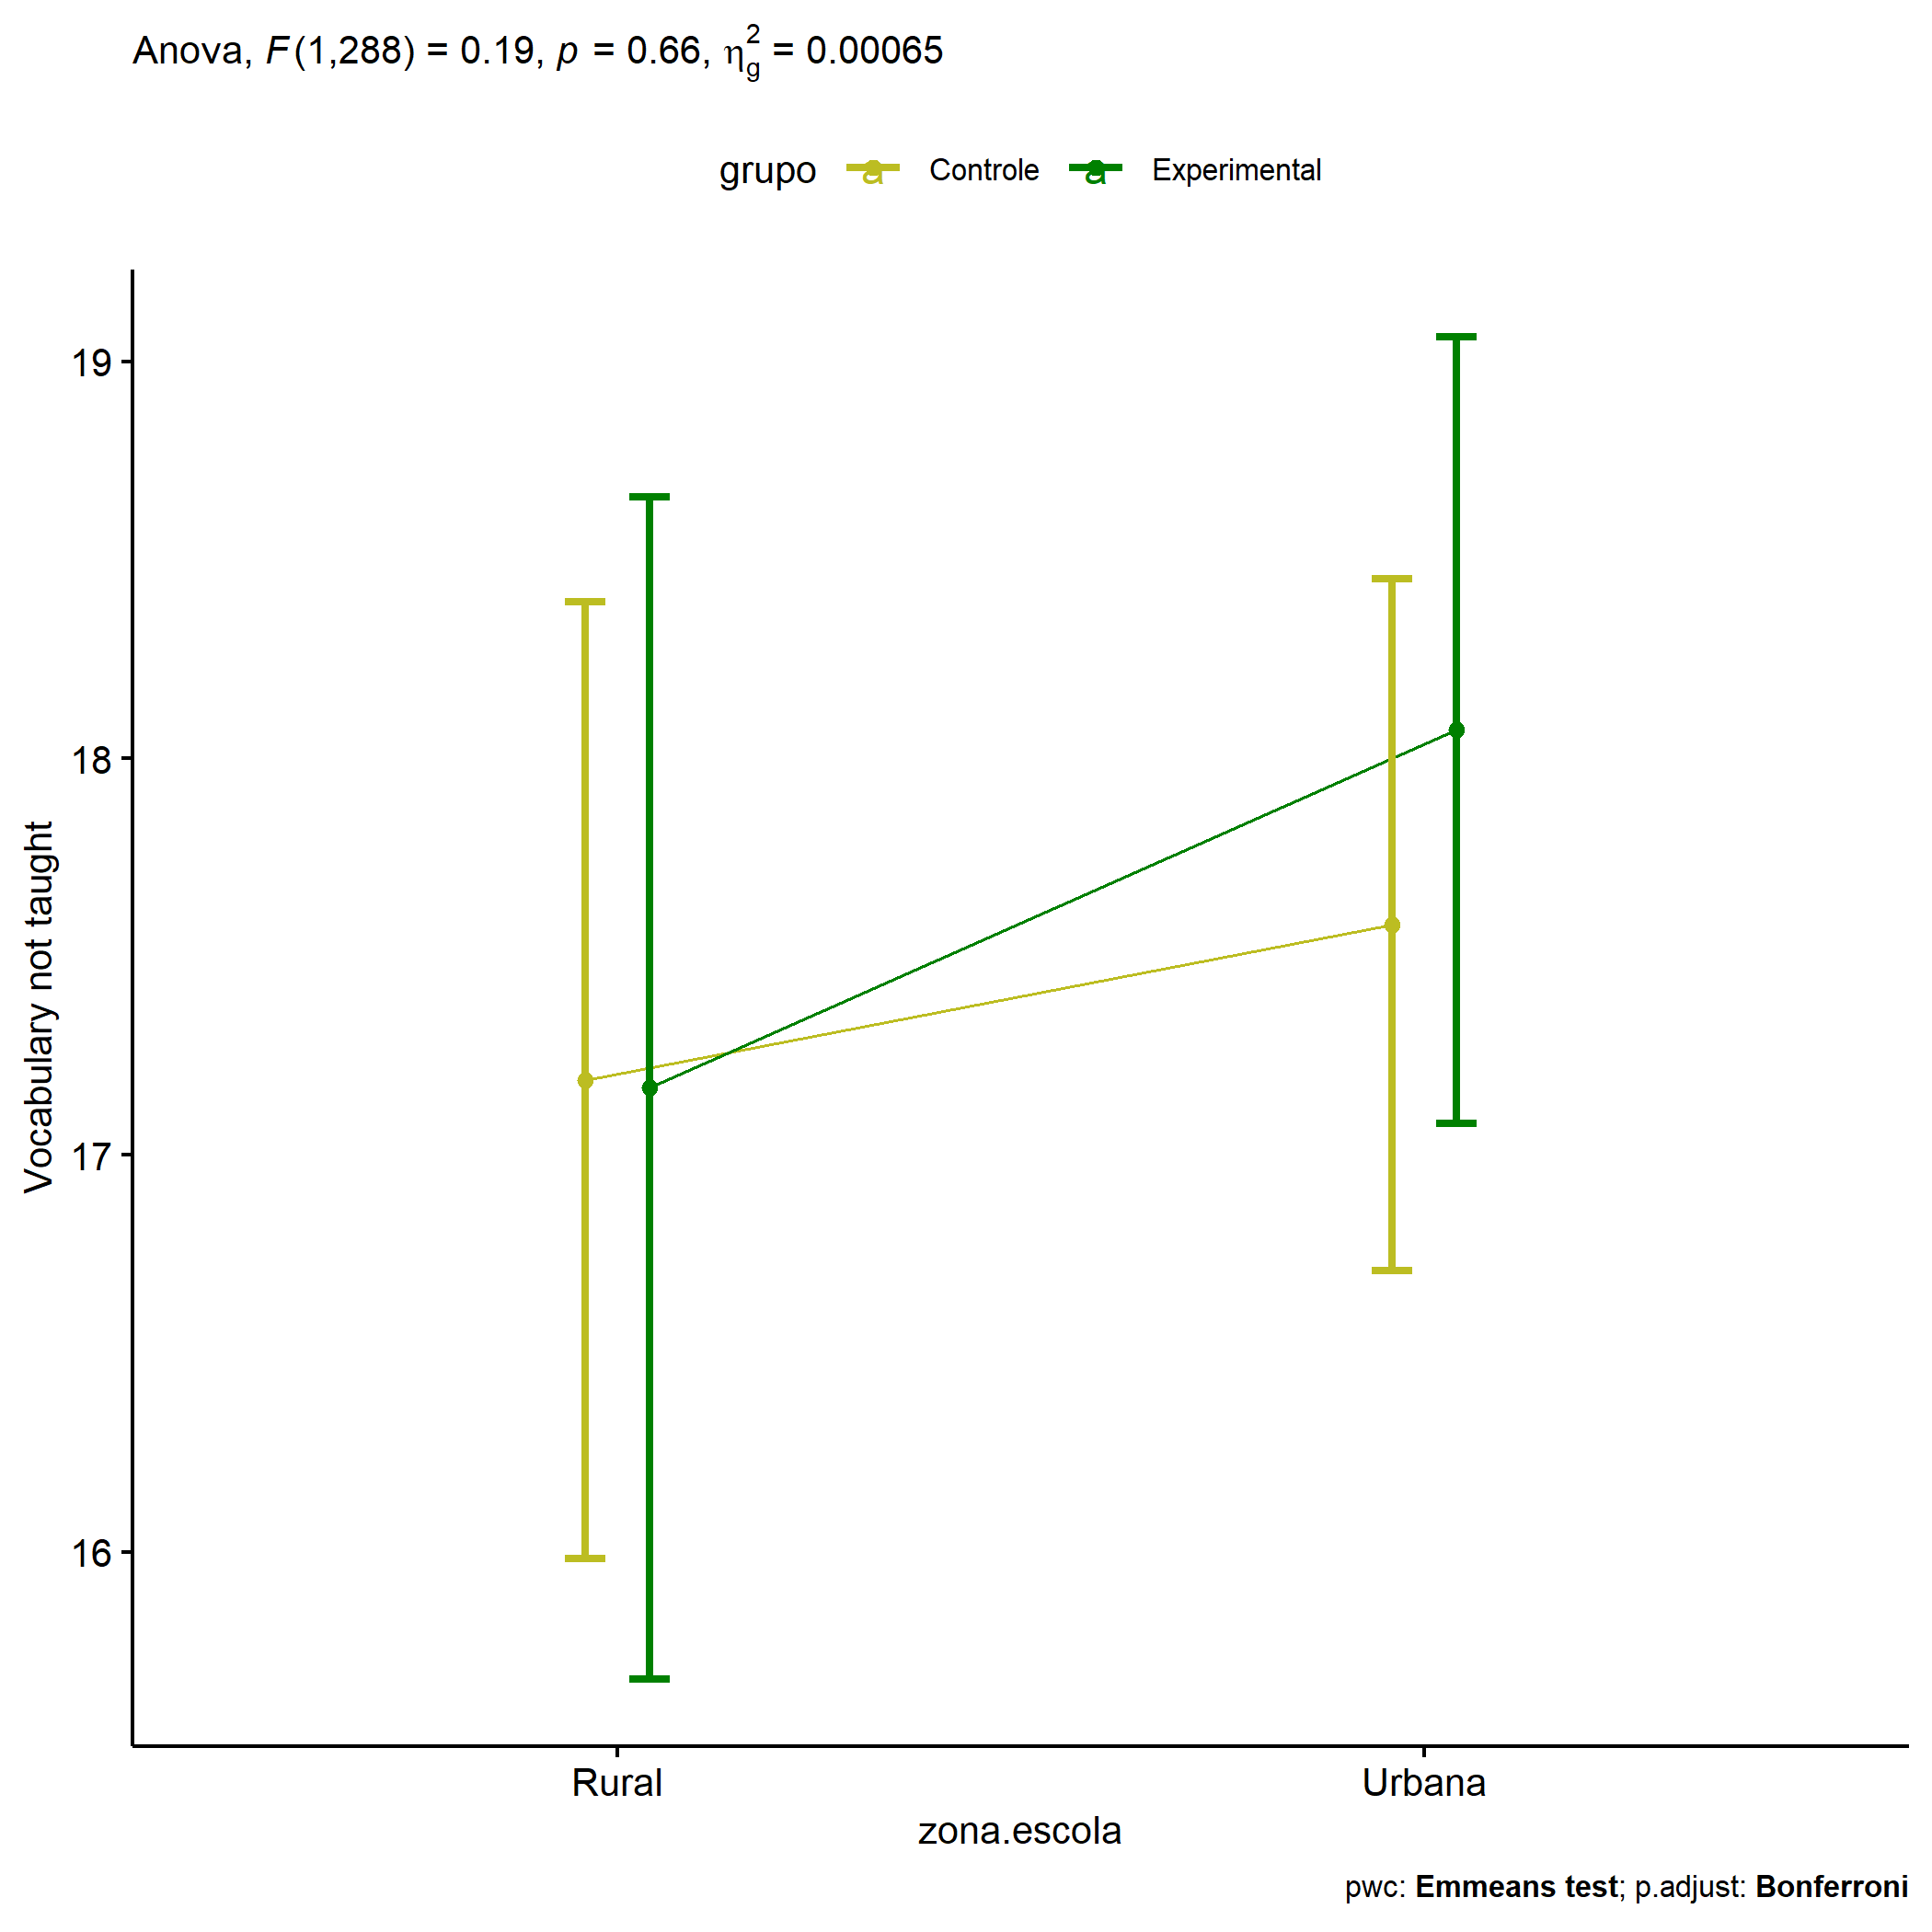 Anova, F(1,288) = 0.19, p = 0.66, η²g = 0.00065
grupo a Controle a Experimental
19
18
17
16
Vocabulary not taught
Rural Urbana
zona.escola
pwc: Emmeans test; p.adjust: Bonferroni